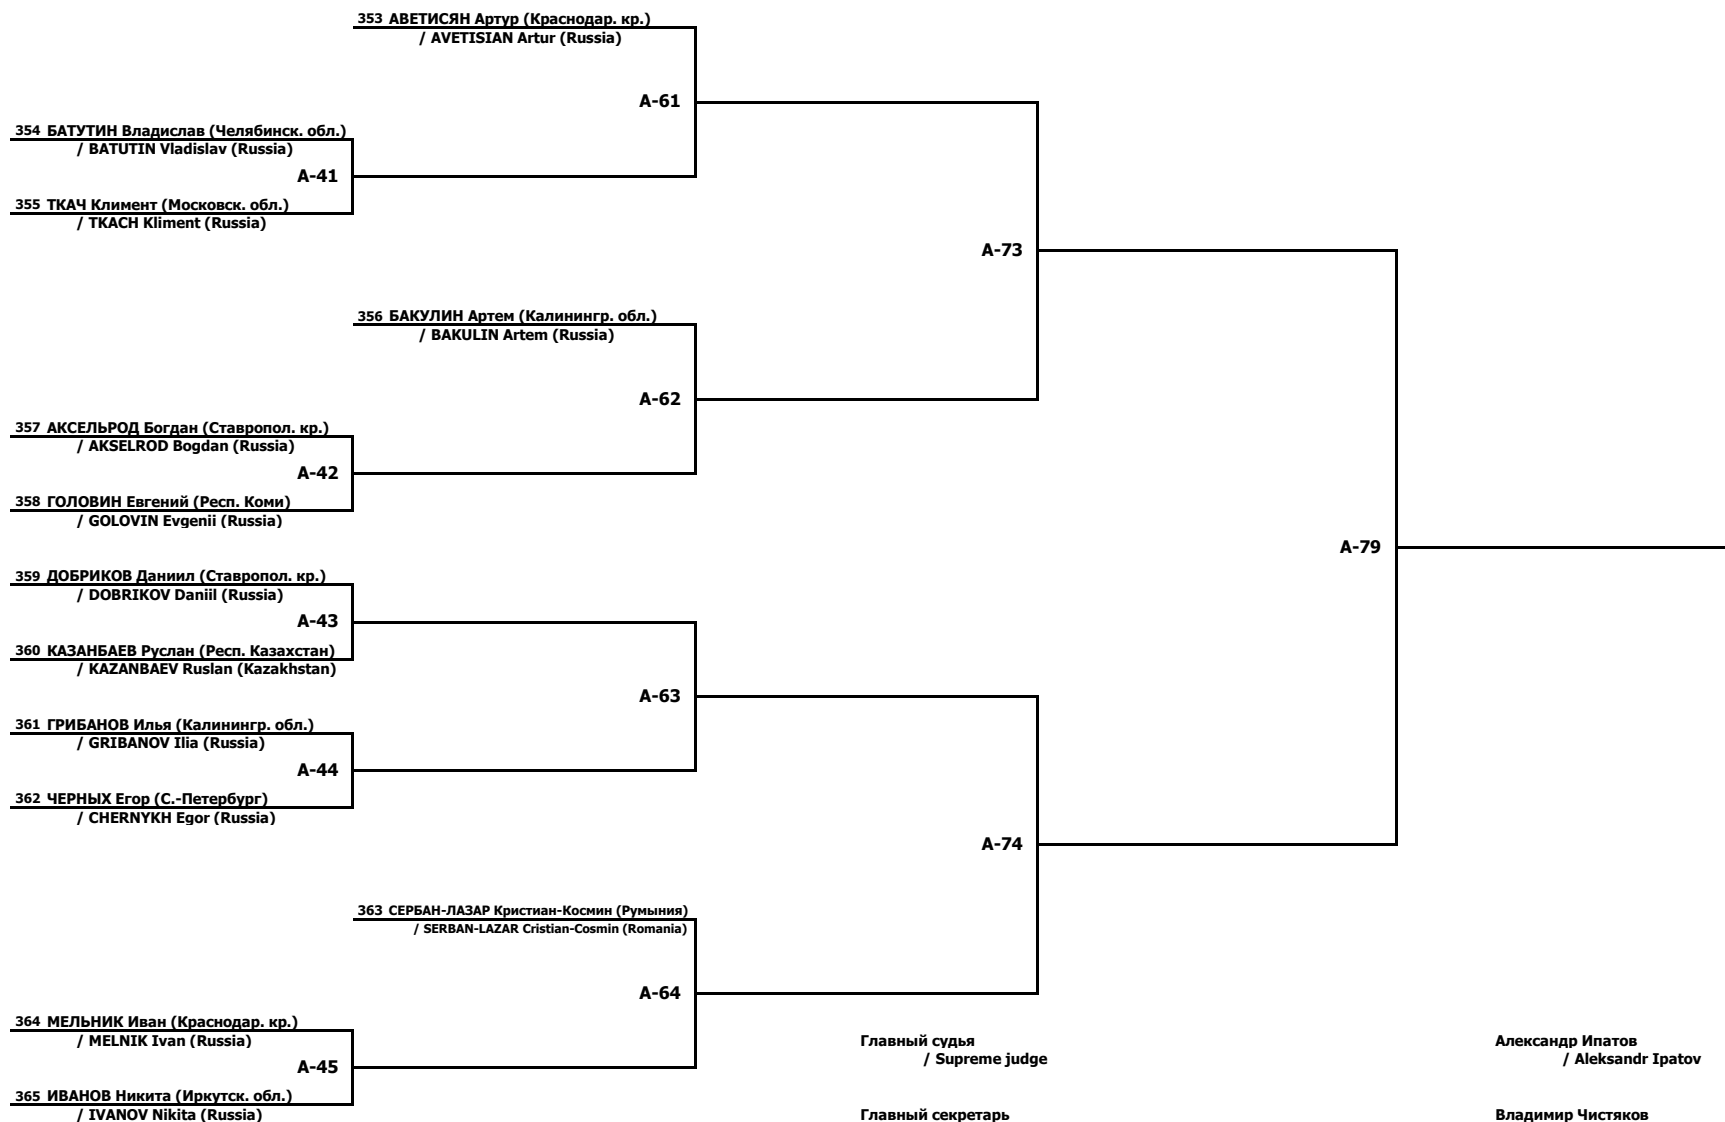 353 АВЕТИСЯН Артур (Краснодар. кр.)
/ AVETISIAN Artur (Russia)
A-61
354 БАТУТИН Владислав (Челябинск. обл.)
/ BATUTIN Vladislav (Russia)
A-41
355 ТКАЧ Климент (Московск. обл.)
/ TKACH Kliment (Russia)
A-73
356 БАКУЛИН Артем (Калинингр. обл.)
/ BAKULIN Artem (Russia)
A-62
357 АКСЕЛЬРОД Богдан (Ставропол. кр.)
/ AKSELROD Bogdan (Russia)
A-42
358 ГОЛОВИН Евгений (Респ. Коми)
/ GOLOVIN Evgenii (Russia)
A-79
359 ДОБРИКОВ Даниил (Ставропол. кр.)
/ DOBRIKOV Daniil (Russia)
A-43
360 КАЗАНБАЕВ Руслан (Респ. Казахстан)
/ KAZANBAEV Ruslan (Kazakhstan)
A-63
361 ГРИБАНОВ Илья (Калинингр. обл.)
/ GRIBANOV Ilia (Russia)
A-44
362 ЧЕРНЫХ Егор (С.-Петербург)
/ CHERNYKH Egor (Russia)
A-74
363 СЕРБАН-ЛАЗАР Кристиан-Космин (Румыния)
/ SERBAN-LAZAR Cristian-Cosmin (Romania)
A-64
364 МЕЛЬНИК Иван (Краснодар. кр.)
/ MELNIK Ivan (Russia)
A-45
365 ИВАНОВ Никита (Иркутск. обл.)
/ IVANOV Nikita (Russia)
Главный судья
/ Supreme judge
Александр Ипатов
/ Aleksandr Ipatov
Главный секретарь
Владимир Чистяков